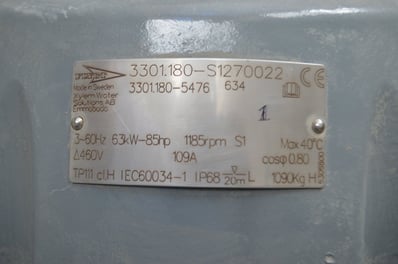 3301.180-S1270022 CE
Made in Sweden
3301.180-5476 634
Xylem Water
Solutions AB
Emmaboda
1
3~60Hz 63kW-85hp 1185rpm S1 Max 40°C
Δ460V 109A cosφ 0.80
TP111 cl.H IEC60034-1 IP68 20m L 1090Kg H